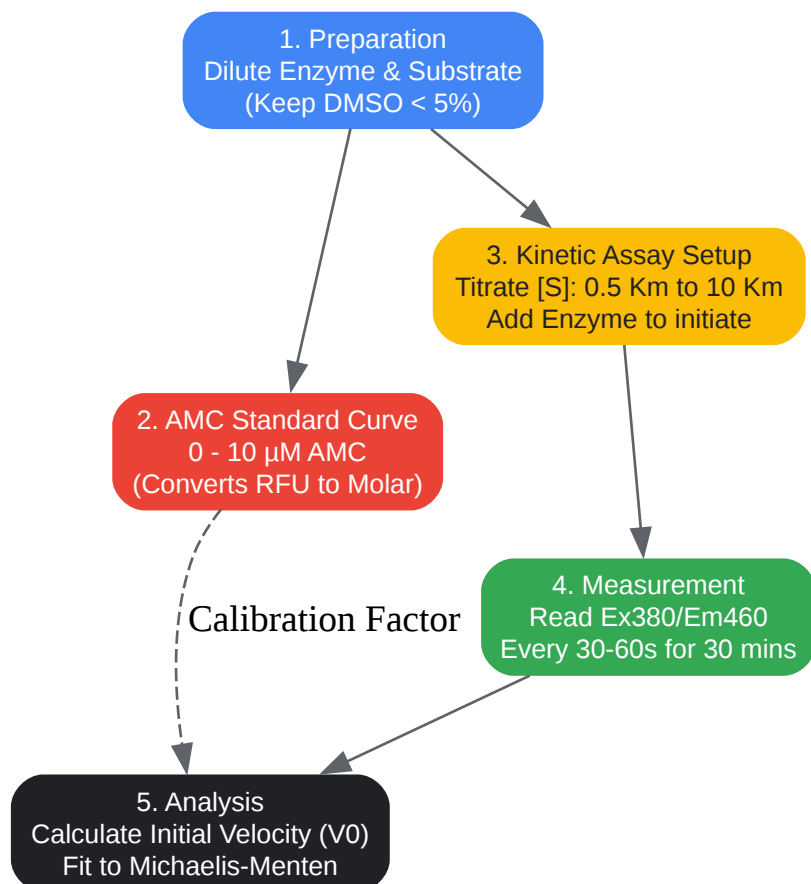 1. Preparation
Dilute Enzyme & Substrate
(Keep DMSO < 5%)
3. Kinetic Assay Setup
Titrate [S]: 0.5 Km to 10 Km
Add Enzyme to initiate
2. AMC Standard Curve
0 - 10 µM AMC
(Converts RFU to Molar)
4. Measurement
Read Ex380/Em460
Every 30-60s for 30 mins
Calibration Factor
5. Analysis
Calculate Initial Velocity (V0)
Fit to Michaelis-Menten